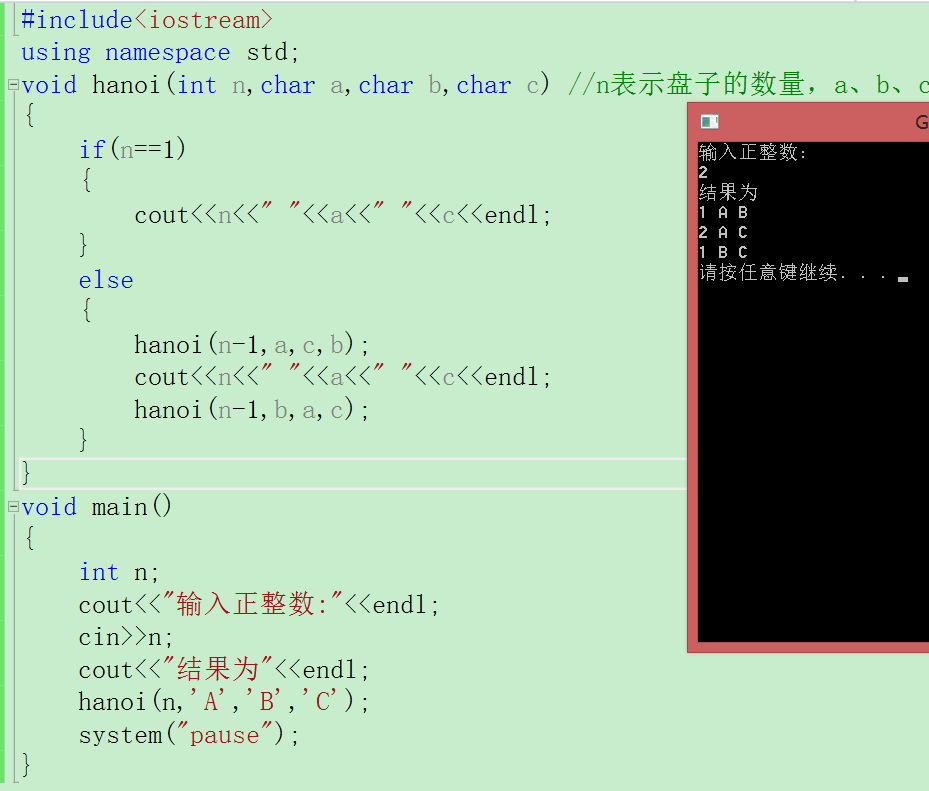 #include<iostream>
using namespace std;
void hanoi(int n,char a,char b,char c) //n表示盘子的数量，a、b、c
{
if(n==1)
{
cout<<n<<" "<<a<<" "<<c<<endl;
}
else
{
hanoi(n-1,a,c,b);
cout<<n<<" "<<a<<" "<<c<<endl;
hanoi(n-1,b,a,c);
}
}
void main()
{
int n;
cout<<"输入正整数:"<<endl;
cin>>n;
cout<<"结果为"<<endl;
hanoi(n,'A','B','C');
system("pause");
}
G
输入正整数:
2
结果为
1 A B
2 A C
1 B C
请按任意键继续. . .